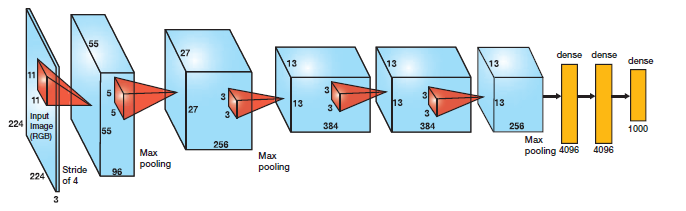 11
11
Input
Image
(RGB)
224
224
3
Stride
of 4
55
5
5
55
96
Max
pooling
27
3
3
27
256
Max
pooling
13
3
3
13
384
13
3
3
13
384
13
13
256
Max
pooling
dense
4096
dense
4096
dense
1000